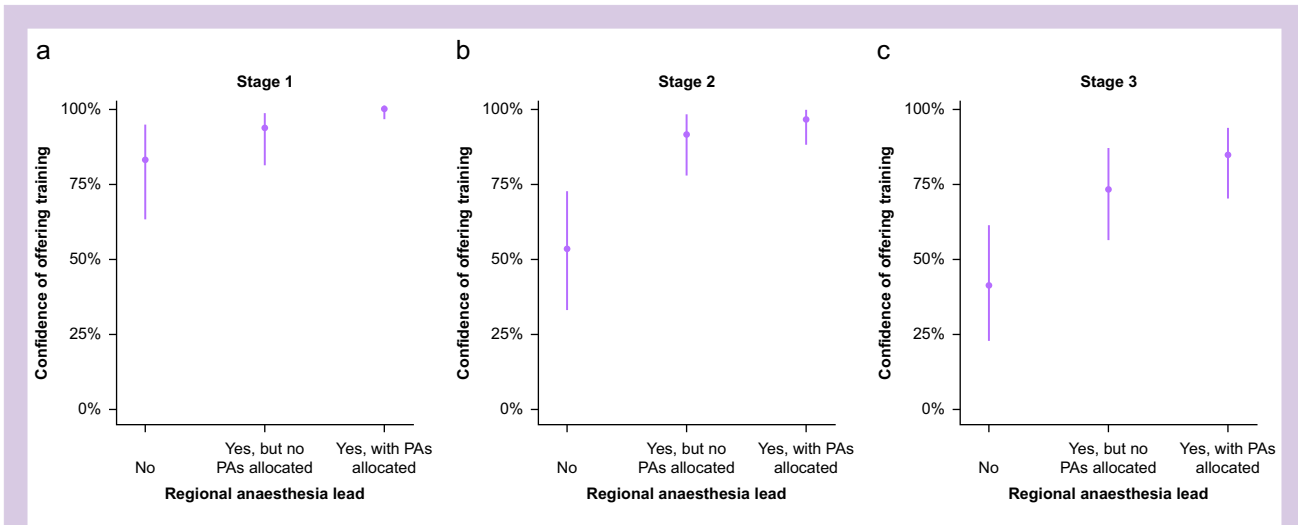 a
Stage 1
Confidence of offering training
100%
75%
50%
25%
0%
No
Yes, but no
PAs allocated
Yes, with PAs
allocated
Regional anaesthesia lead
b
Stage 2
Confidence of offering training
100%
75%
50%
25%
0%
No
Yes, but no
PAs allocated
Yes, with PAs
allocated
Regional anaesthesia lead
c
Stage 3
Confidence of offering training
100%
75%
50%
25%
0%
No
Yes, but no
PAs allocated
Yes, with PAs
allocated
Regional anaesthesia lead